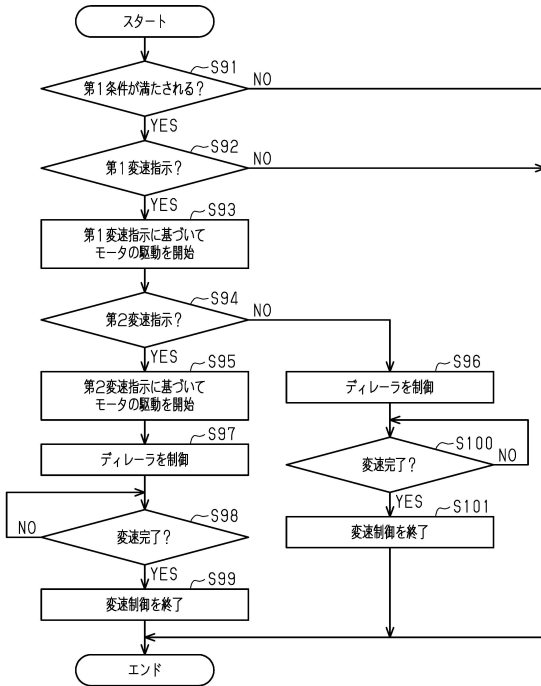 スタート
S91
第1条件が満たされる?
NO
YES
S92
第1変速指示?
NO
YES
S93
第1変速指示に基づいて
モータの駆動を開始
S94
第2変速指示?
NO
YES
S95
第2変速指示に基づいて
モータの駆動を開始
S96
ディレーラを制御
S97
ディレーラを制御
S100
変速完了?
NO
YES
S98
変速完了?
NO
YES
S101
変速制御を終了
S99
変速制御を終了
エンド